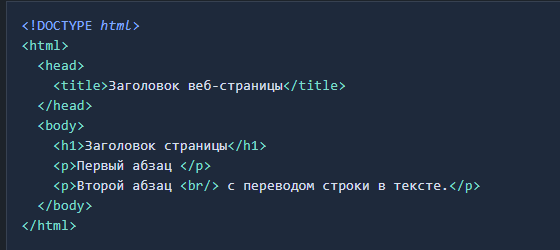 <!DOCTYPE html>
<html>
<head>
<title>Заголовок веб-страницы</title>
</head>
<body>
<h1>Заголовок страницы</h1>
<p>Первый абзац </p>
<p>Второй абзац <br/> с переводом строки в тексте.</p>
</body>
</html>